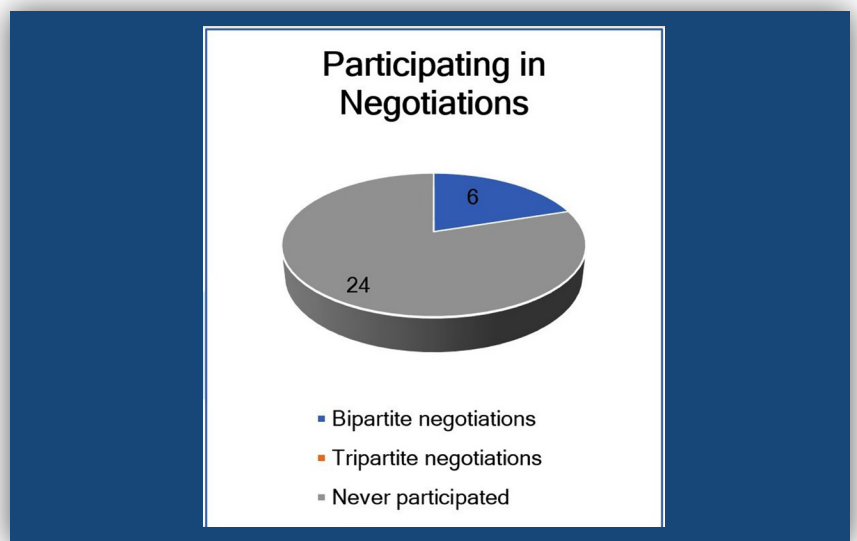 Participating in
Negotiations
6
24
Bipartite negotiations
Tripartite negotiations
Never participated